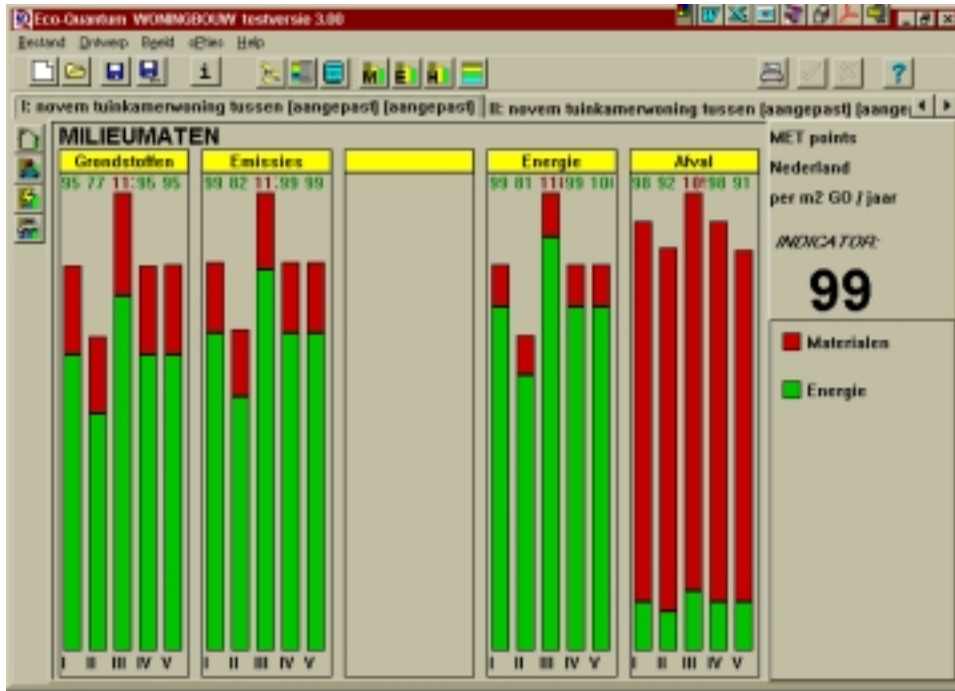 Eco-Quantum WONINGBOUW testversie 3.00
Bestand Ontwerp Beeld oPties Help
i M E A ?
I: novem tuinkamerwoning tussen (aangepast) (aangepast) II: novem tuinkamerwoning tussen (aangepast) (aange
MILIEUMATEN
Grondstoffen Emissies Energie Afval
95 77 95 95 99 82 99 99 99 81 99 98 92 98 91
I II III IV V I II III IV V I II III IV V I II III IV V
MET points
Nederland
per m2 GO / jaar
INDICATOR:
99
Materialen
Energie